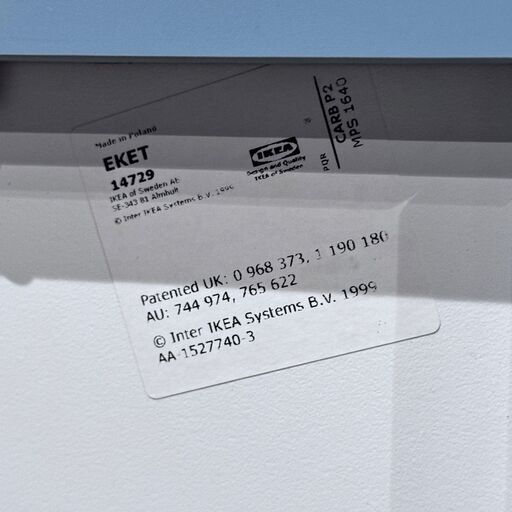 Made in Poland
EKET
14729
IKEA of Sweden AB
SE-343 81 Älmhult
© Inter IKEA Systems B.V. 1999
®
IKEA
Design and Quality
IKEA of Sweden
CARB P2
MPS 1640
Patented UK: 0 968 373, 1 190 180
AU: 744 974, 765 622
© Inter IKEA Systems B.V. 1999
AA-1527740-3